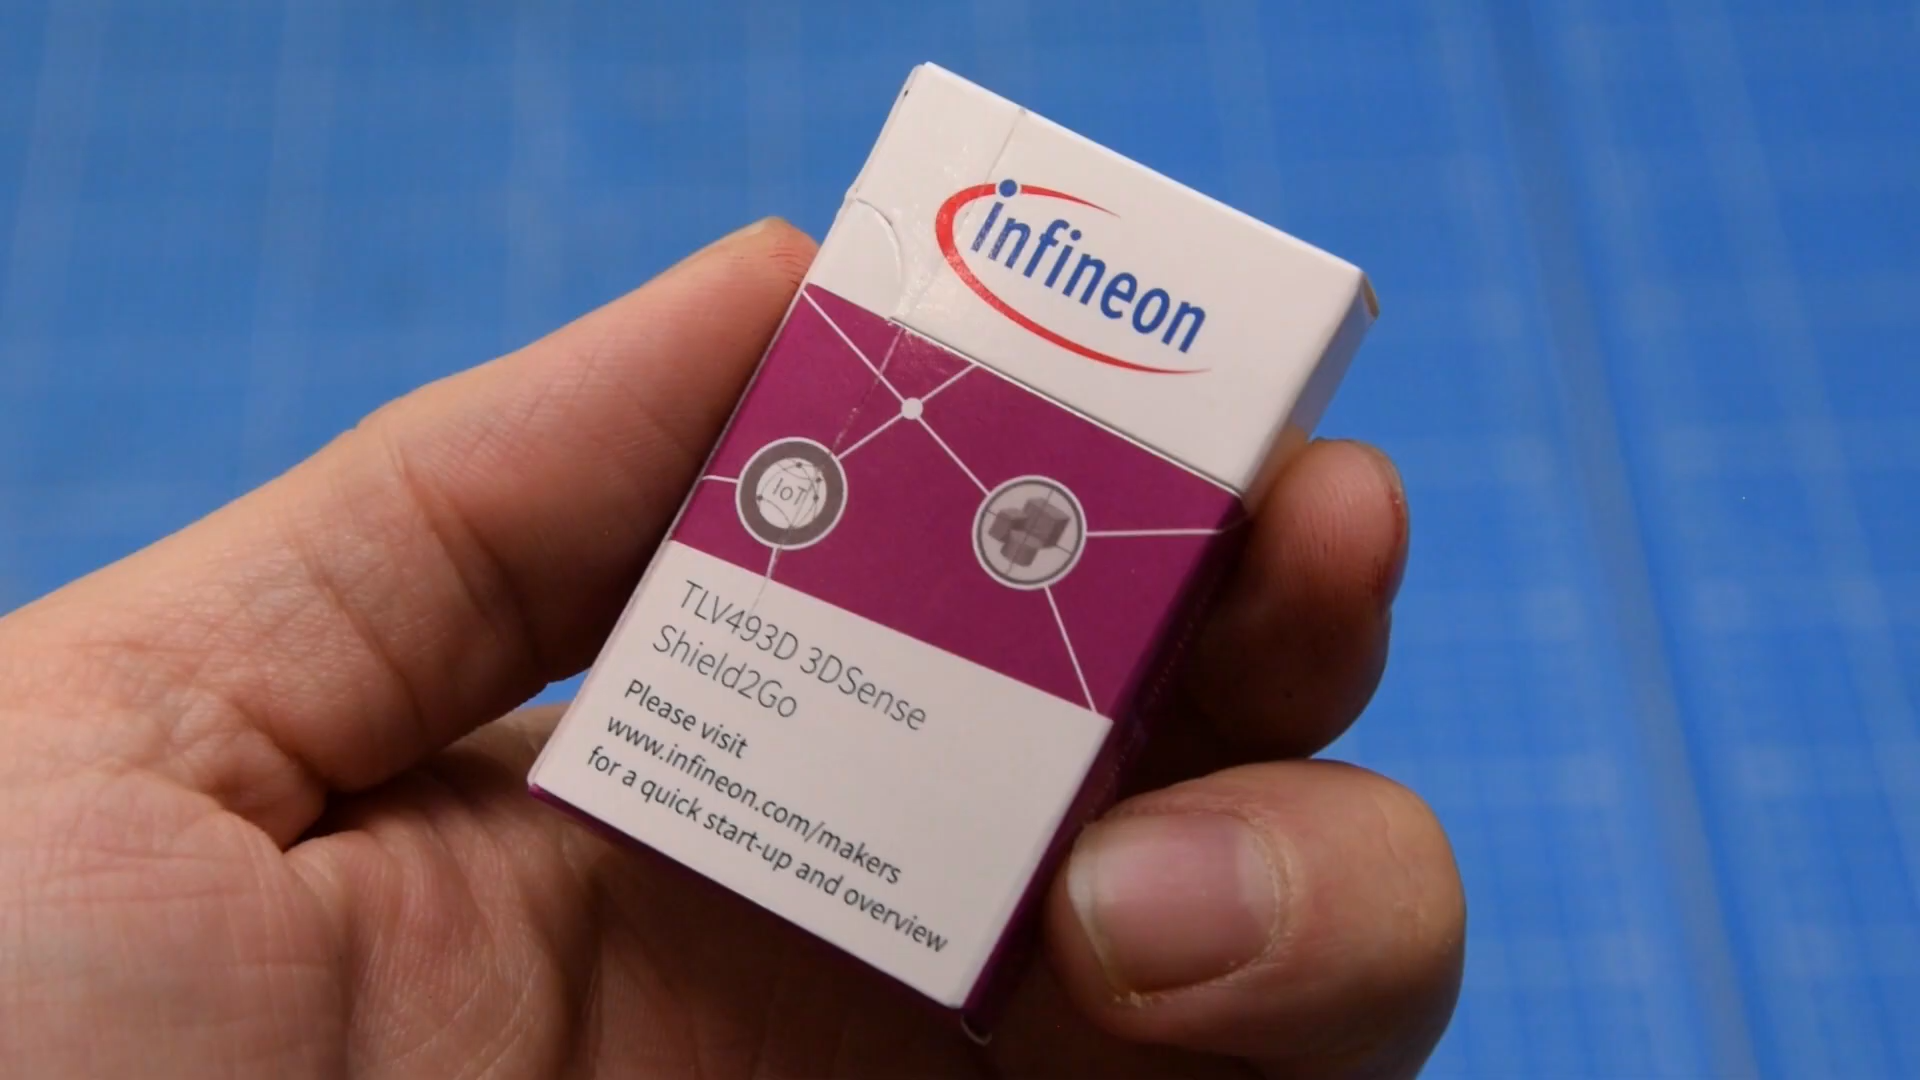 infineon
IoT
TLV493D 3DSense
Shield2Go
Please visit
www.infineon.com/makers
for a quick start-up and overview